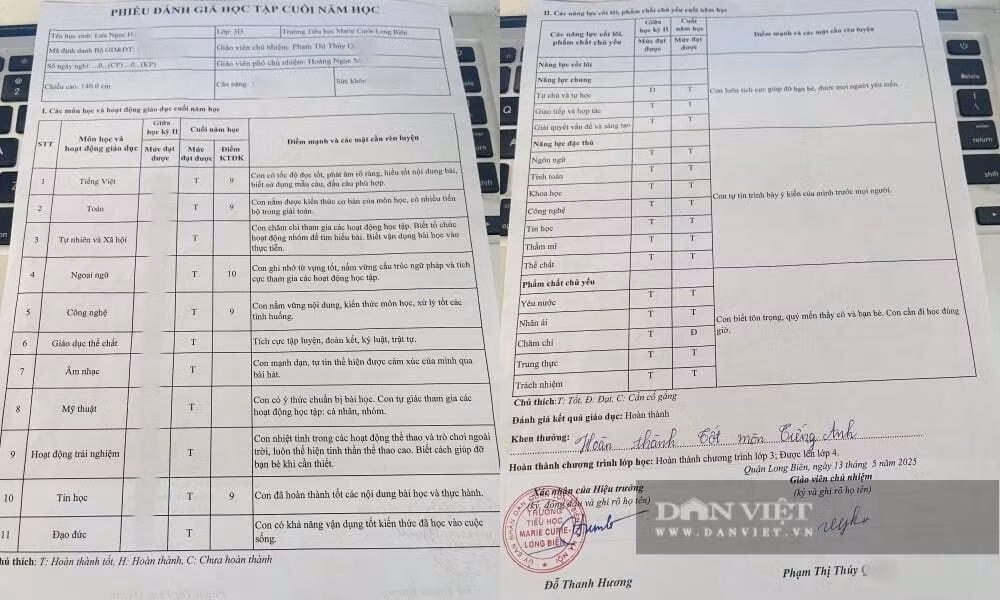 PHIẾU ĐÁNH GIÁ HỌC TẬP CUỐI NĂM HỌC
Tên học sinh: Lưu Ngọc H
Lớp: 3I3
Trường Tiểu học Marie Curie Long Biên
Mã định danh Bộ GD&ĐT:
Giáo viên chủ nhiệm: Phạm Thị Thúy Q
Số ngày nghỉ: ...0...(CP) ...0...(KP)
Giáo viên phó chủ nhiệm: Hoàng Ngọc
Chiều cao: 140.0 cm
Cân nặng:
Sức khỏe
I. Các môn học và hoạt động giáo dục cuối năm học
STT
Môn học và hoạt động giáo dục
Giữa học kỳ II
Cuối năm học
Điểm mạnh và các mặt cần rèn luyện
Mức đạt được
Mức đạt được
Điểm KTĐK
1 Tiếng Việt T 9 Con có tốc độ đọc tốt, phát âm rõ ràng, hiểu tốt nội dung bài,
biết sử dụng mẫu câu, dấu câu phù hợp.
2 Toán T 9 Con nắm được kiến thức cơ bản của môn học, có nhiều tiến
bộ trong giải toán.
3 Tự nhiên và Xã hội T Con chăm chỉ tham gia các hoạt động học tập. Biết tổ chức
hoạt động nhóm để tìm hiểu bài. Biết vận dụng bài học vào
thực tiễn.
4 Ngoại ngữ T 10 Con ghi nhớ từ vựng tốt, nắm vững cấu trúc ngữ pháp và tích
cực tham gia các hoạt động học tập.
5 Công nghệ T 9 Con nắm vững nội dung, kiến thức môn học, xử lý tốt các
tình huống.
6 Giáo dục thể chất T Tích cực tập luyện, đoàn kết, kỷ luật, trật tự.
7 Âm nhạc T Con mạnh dạn, tự tin thể hiện được cảm xúc của mình qua
bài hát.
8 Mỹ thuật T Con có ý thức chuẩn bị bài học. Con tự giác tham gia các
hoạt động học tập: cá nhân, nhóm.
9 Hoạt động trải nghiệm T Con nhiệt tình trong các hoạt động thể thao và trò chơi ngoài
trời, luôn thể hiện tinh thần thể thao cao. Biết cách giúp đỡ
bạn bè khi cần thiết.
10 Tin học T 9 Con đã hoàn thành tốt các nội dung bài học và thực hành.
11 Đạo đức T Con có khả năng vận dụng tốt kiến thức đã học vào cuộc
sống.
hú thích: T: Hoàn thành tốt, H: Hoàn thành, C: Chưa hoàn thành
II. Các năng lực cốt lõi, phẩm chất chủ yếu cuối năm học
Các năng lực cốt lõi, phẩm chất chủ yếu
Giữa học kỳ II
Cuối năm học
Điểm mạnh và các mặt cần rèn luyện
Mức đạt được
Mức đạt được
Năng lực cốt lõi
Năng lực chung
Tự chủ và tự học Đ T
Giao tiếp và hợp tác T T
Giải quyết vấn đề và sáng tạo T T
Con luôn tích cực giúp đỡ bạn bè, được mọi người yêu mến.
Năng lực đặc thù
Ngôn ngữ T T
Tính toán T T
Khoa học T T
Công nghệ T T
Tin học T T
Thẩm mĩ T T
Thể chất T T
Con tự tin trình bày ý kiến của mình trước mọi người.
Phẩm chất chủ yếu
Yêu nước T T
Nhân ái T T
Chăm chỉ T Đ
Trung thực T T
Trách nhiệm T T
Con biết tôn trọng, quý mến thầy cô và bạn bè. Con cần đi học đúng
giờ.
Chú thích: T: Tốt, Đ: Đạt, C: Cần cố gắng
Đánh giá kết quả giáo dục: Hoàn thành
Khen thưởng: Hoàn thành tốt môn Tiếng Anh
Hoàn thành chương trình lớp học: Hoàn thành chương trình lớp 3; Được lên lớp 4.
Quận Long Biên, ngày 13 tháng 5 năm 2025
Xác nhận của Hiệu trưởng
(ký, đóng dấu và ghi rõ họ tên)
Giáo viên chủ nhiệm
(ký và ghi rõ họ tên)
TRƯỜNG
TIỂU HỌC
MARIE CURIE-
LONG BIÊN
DÂN VIỆT
WWW.DANVIET.VN
Đỗ Thanh Hương
Phạm Thị Thúy Q